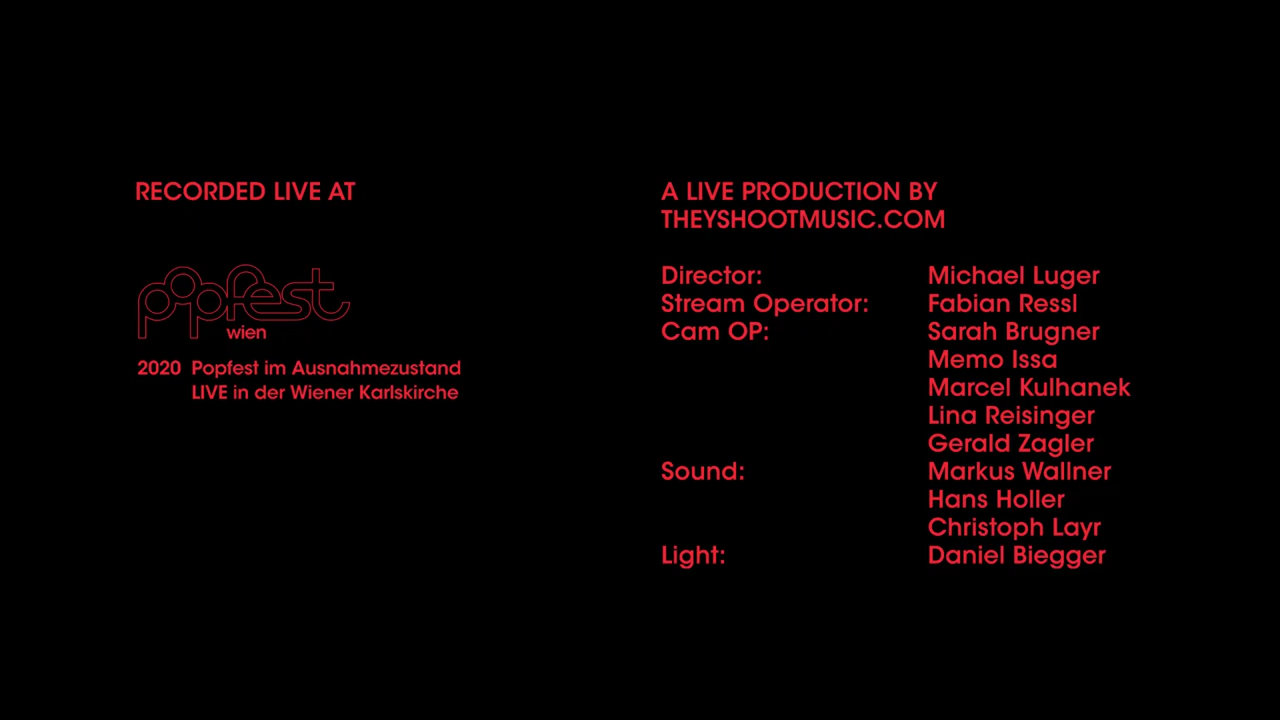 RECORDED LIVE AT
popfest
wien
2020 Popfest im Ausnahmezustand
LIVE in der Wiener Karlskirche
A LIVE PRODUCTION BY
THEYSHOOTMUSIC.COM
Director: Michael Luger
Stream Operator: Fabian Ressl
Cam OP: Sarah Brugner
Memo Issa
Marcel Kulhanek
Lina Reisinger
Gerald Zagler
Sound: Markus Wallner
Hans Holler
Christoph Layr
Light: Daniel Biegger